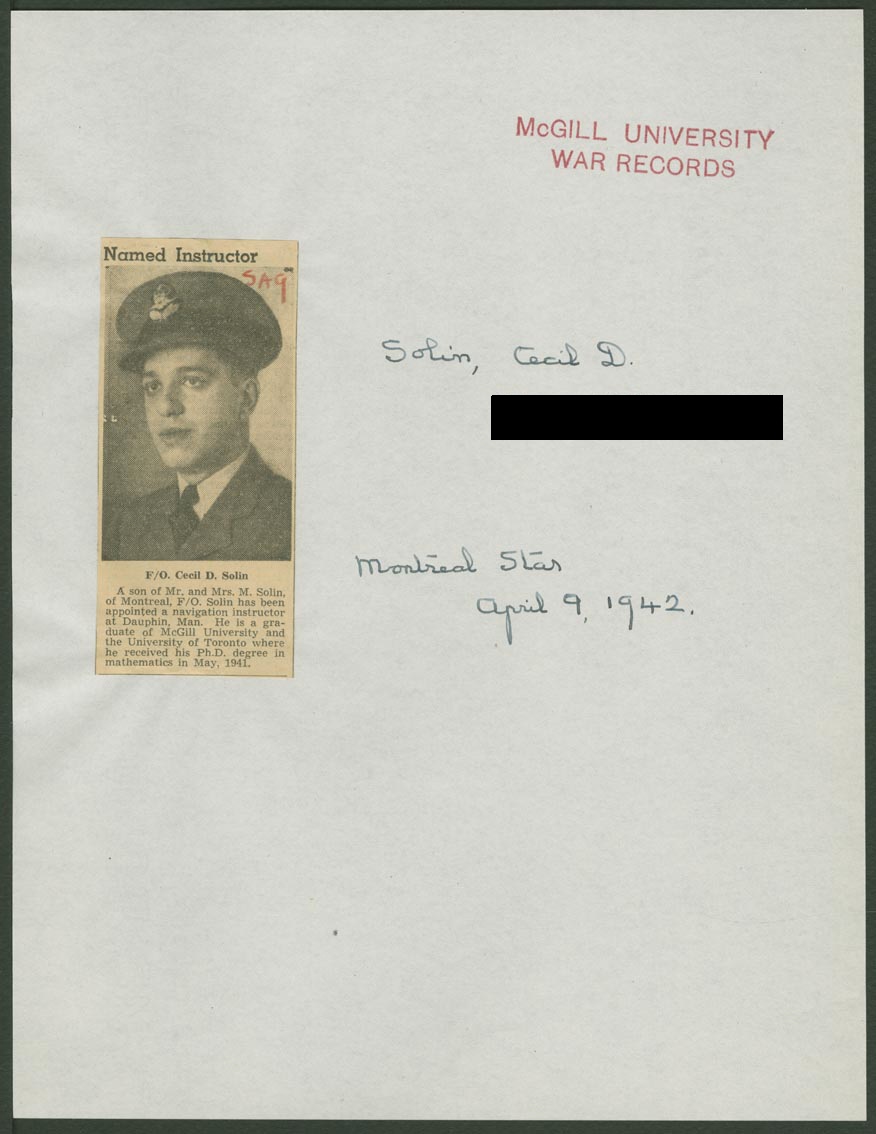 McGILL UNIVERSITY
WAR RECORDS
Named Instructor
SAG
Solin, Cecil D.
Montreal Star
April 9, 1942.
F/O. Cecil D. Solin
A son of Mr. and Mrs. M. Solin,
of Montreal, F/O. Solin has been
appointed a navigation instructor
at Dauphin, Man. He is a gra-
duate of McGill University and
the University of Toronto where
he received his Ph.D. degree in
mathematics in May, 1941.